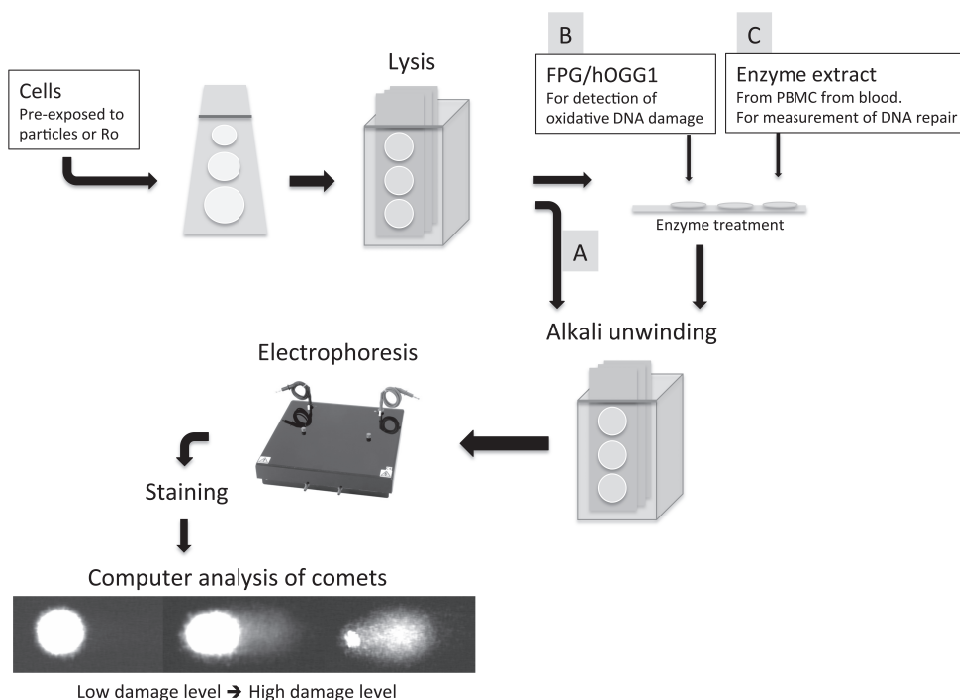 Cells
Pre-exposed to
particles or Ro
Lysis
B
FPG/hOGG1
For detection of
oxidative DNA damage
C
Enzyme extract
From PBMC from blood.
For measurement of DNA repair
Enzyme treatment
A
Alkali unwinding
Electrophoresis
Staining
Computer analysis of comets
Low damage level → High damage level